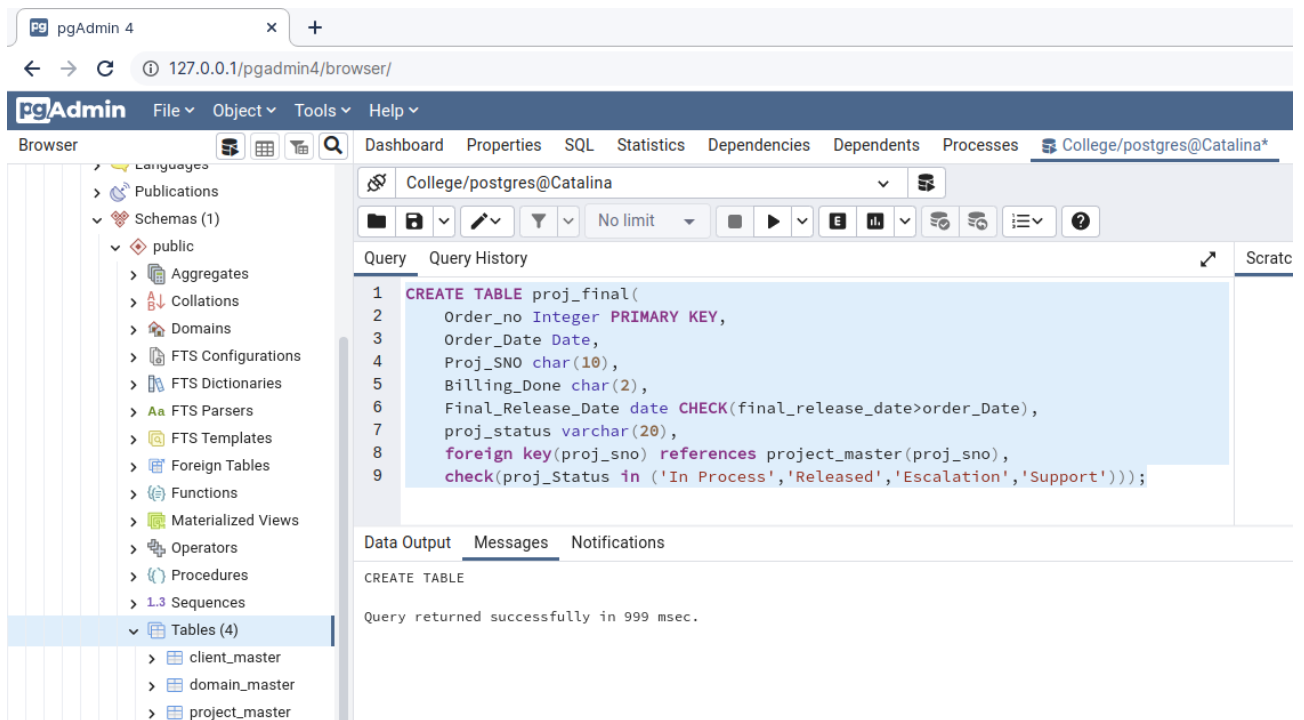 pgAdmin 4
127.0.0.1/pgadmin4/browser/
pgAdmin File Object Tools Help
Browser
Dashboard Properties SQL Statistics Dependencies Dependents Processes College/postgres@Catalina*
Languages
Publications
Schemas (1)
public
Aggregates
Collations
Domains
FTS Configurations
FTS Dictionaries
Aa FTS Parsers
FTS Templates
Foreign Tables
Functions
Materialized Views
Operators
Procedures
1..3 Sequences
Tables (4)
client_master
domain_master
project_master
College/postgres@Catalina
No limit
Query Query History
Scratc
1 CREATE TABLE proj_final(
2 Order_no Integer PRIMARY KEY,
3 Order_Date Date,
4 Proj_SNO char(10),
5 Billing_Done char(2),
6 Final_Release_Date date CHECK(final_release_date>order_Date),
7 proj_status varchar(20),
8 foreign key(proj_sno) references project_master(proj_sno),
9 check(proj_Status in ('In Process','Released','Escalation','Support')));
Data Output Messages Notifications
CREATE TABLE
Query returned successfully in 999 msec.